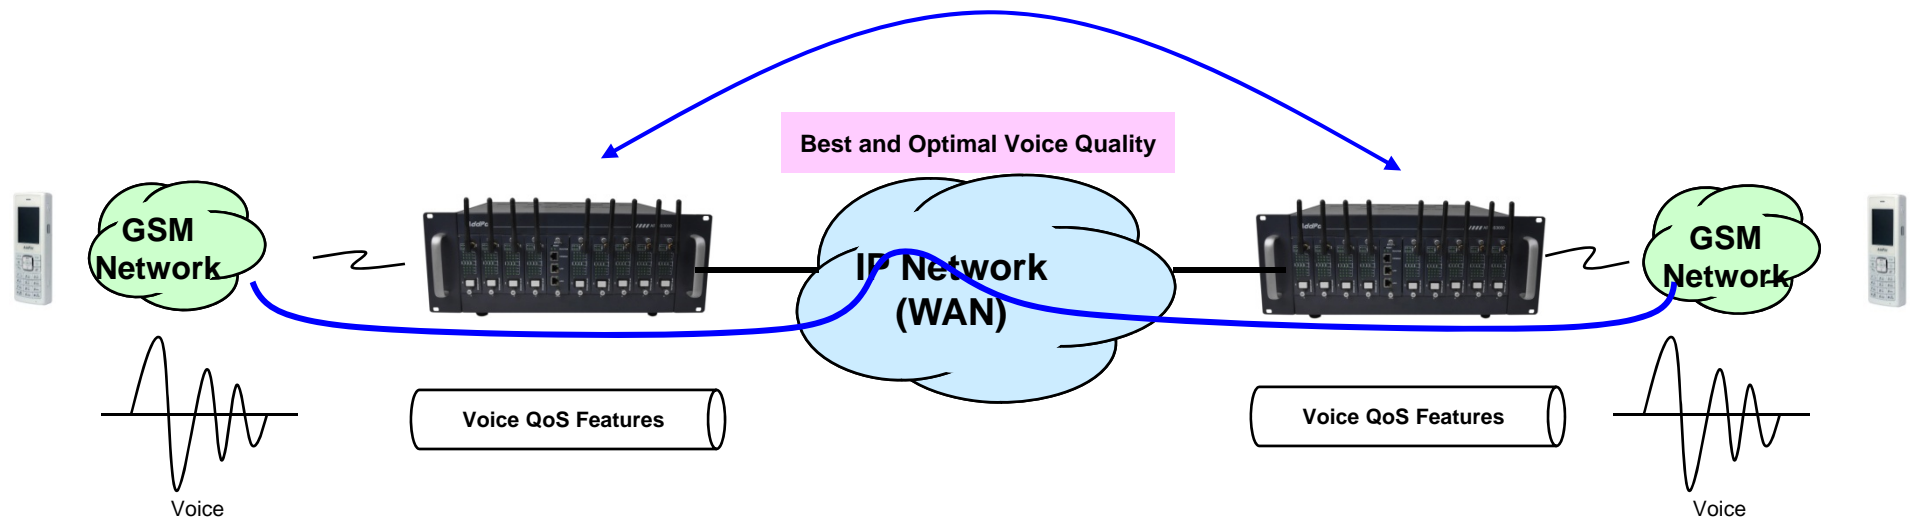 Best and Optimal Voice Quality
GSM
Network
IP Network
(WAN)
GSM
Network
Voice QoS Features
Voice QoS Features
Voice
Voice